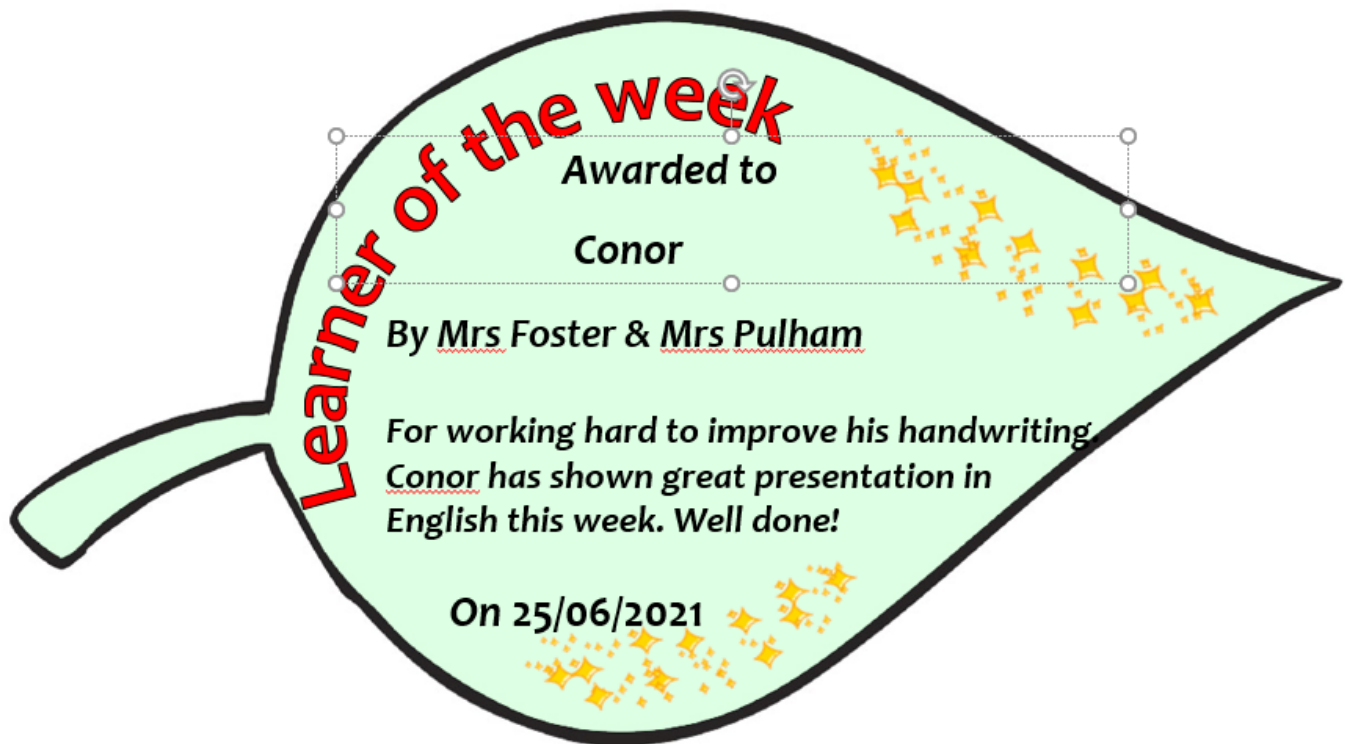 Learner of the week
Awarded to
Conor
By Mrs Foster & Mrs Pulham
For working hard to improve his handwriting.
Conor has shown great presentation in
English this week. Well done!
On 25/06/2021